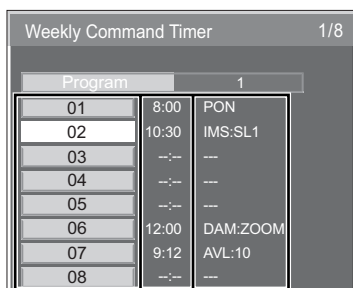 Weekly Command Timer 1/8
Program 1
01 8:00 PON
02 10:30 IMS:SL1
03 --:-- ---
04 --:-- ---
05 --:-- ---
06 12:00 DAM:ZOOM
07 9:12 AVL:10
08 --:-- ---